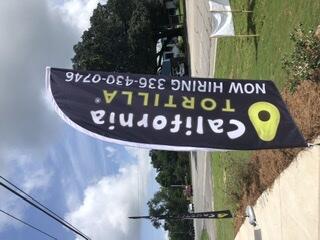 California
TORTILLA®
NOW HIRING 336-430-0746